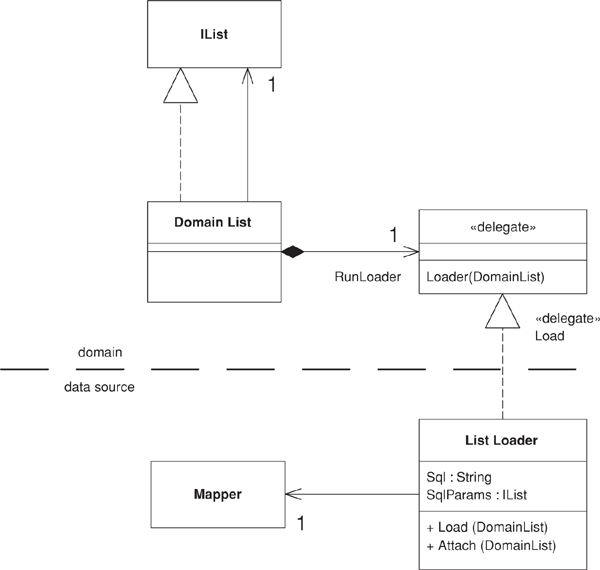 IList
1
Domain List
1
«delegate»
RunLoader
Loader(DomainList)
«delegate»
Load
domain
data source
List Loader
Sql : String
SqlParams : IList
Mapper
1
+ Load (DomainList)
+ Attach (DomainList)